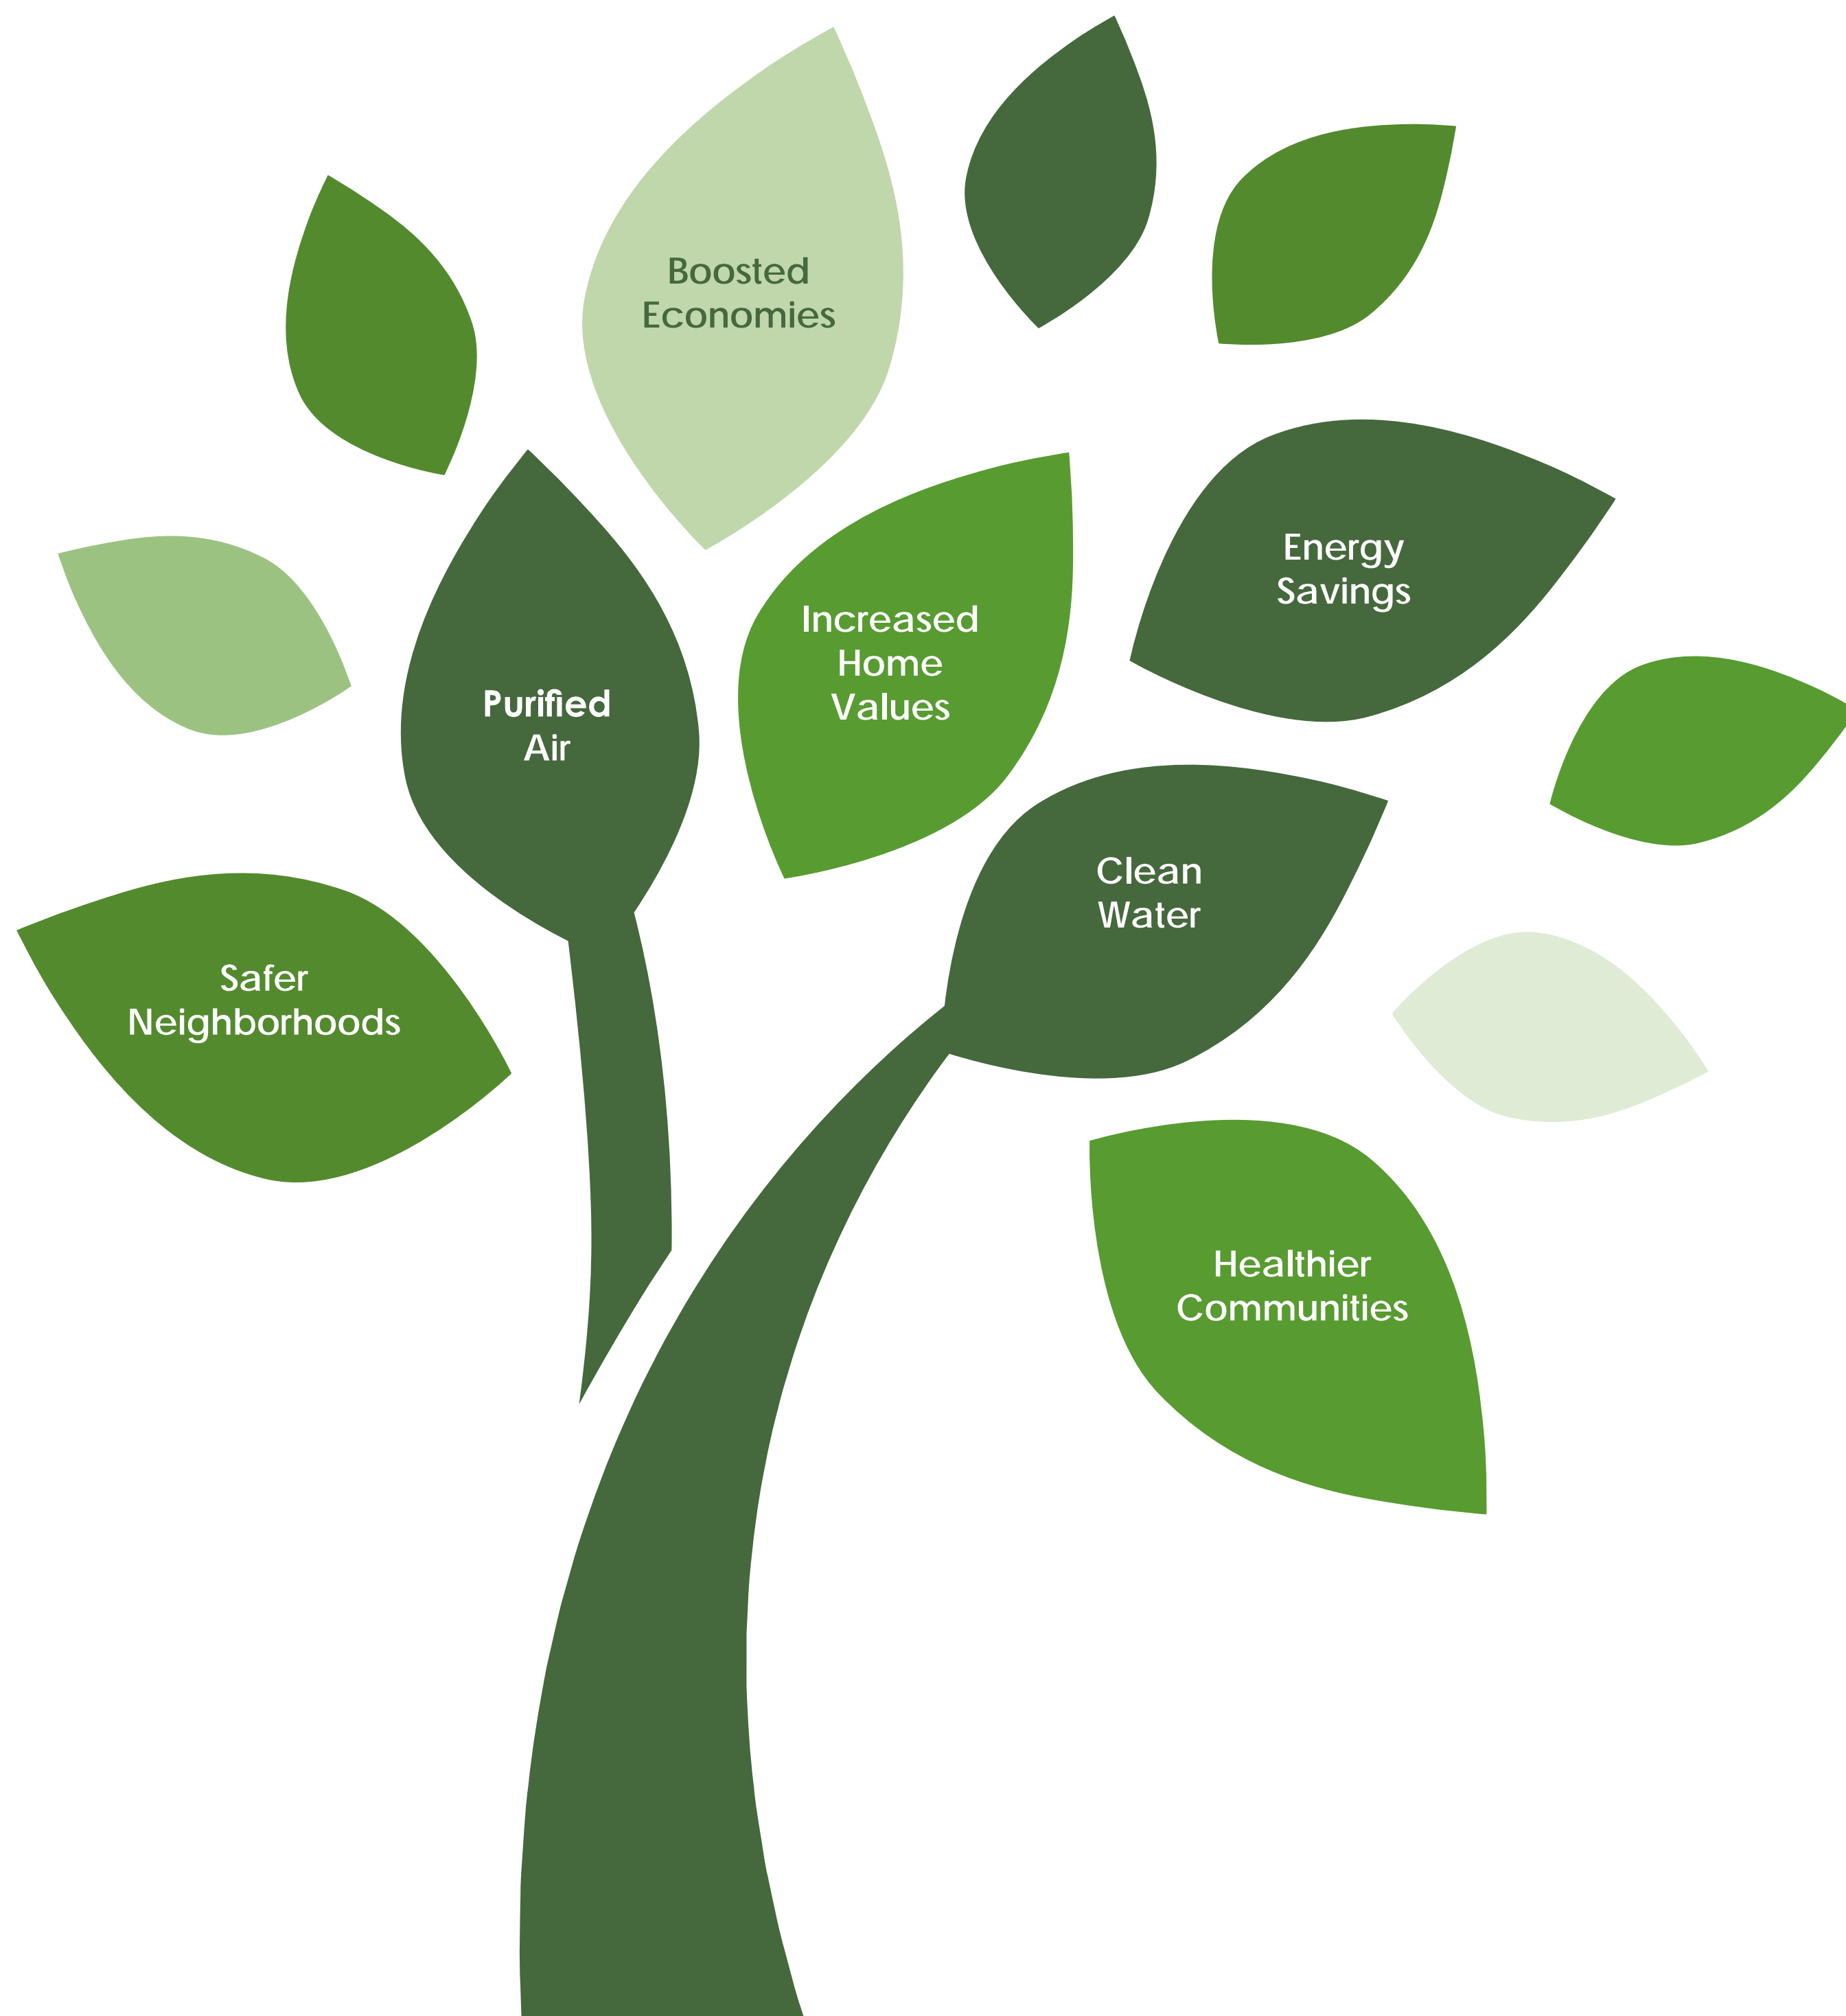 Boosted
Economies
Energy
Savings
Increased
Home
Values
Purified
Air
Clean
Water
Safer
Neighborhoods
Healthier
Communities